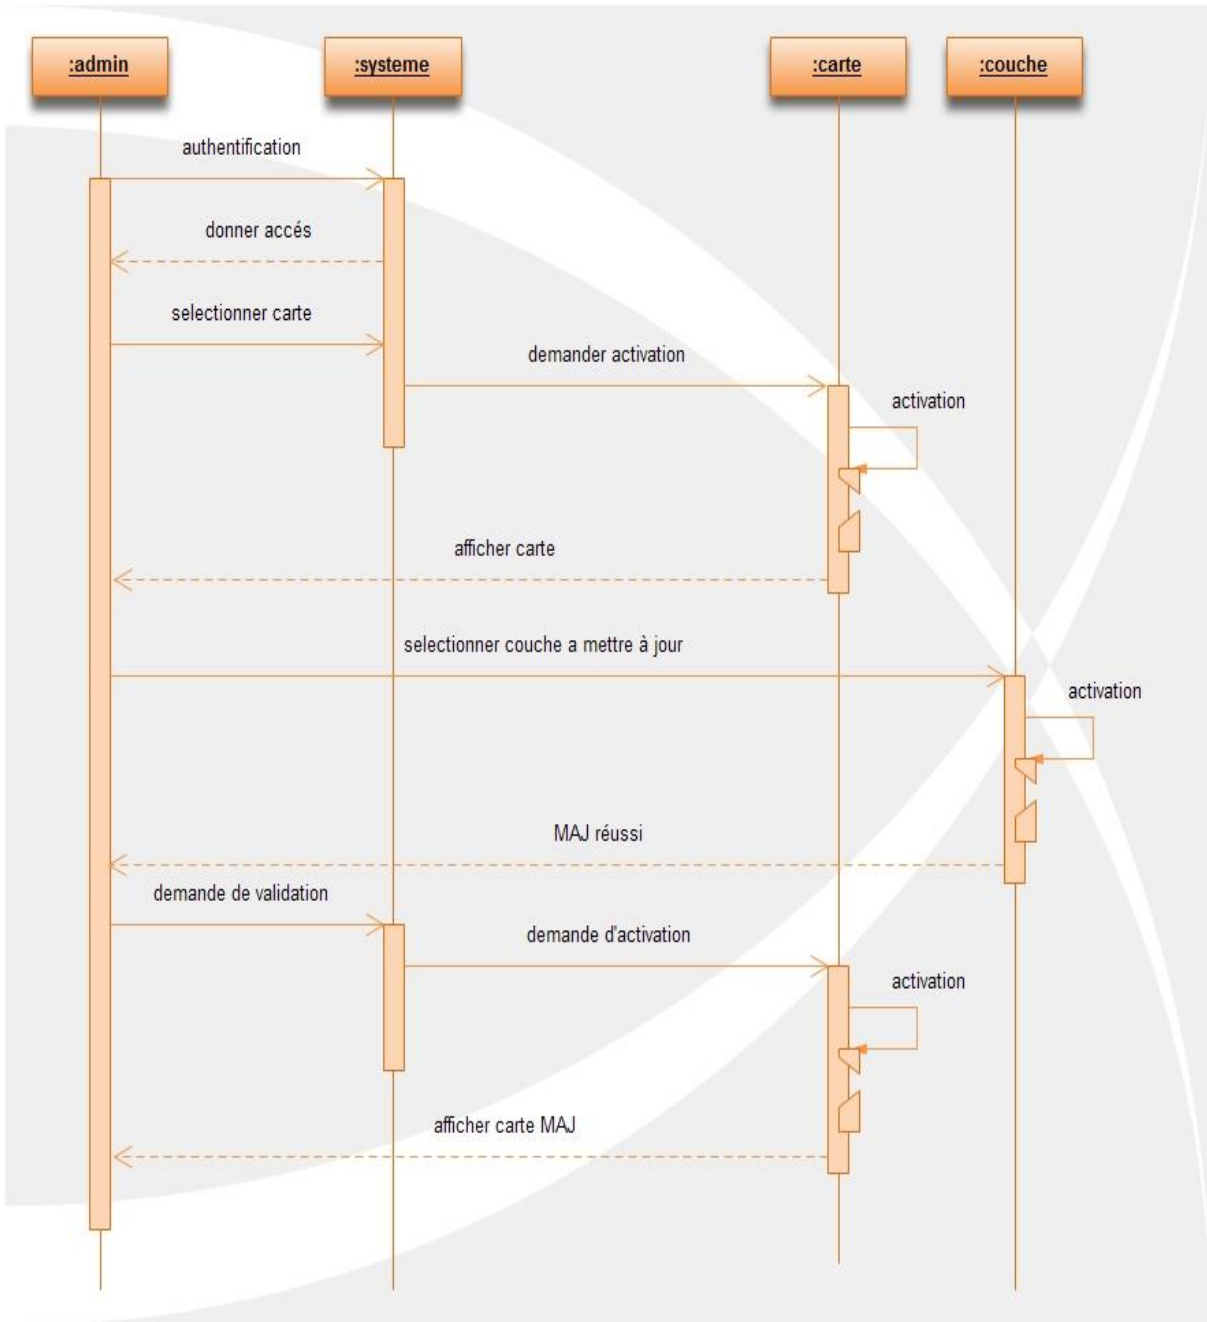 :admin
:systeme
:carte
:couche
authentification
donner accés
selectionner carte
demander activation
activation
afficher carte
selectionner couche a mettre à jour
activation
MAJ réussi
demande de validation
demande d'activation
activation
afficher carte MAJ